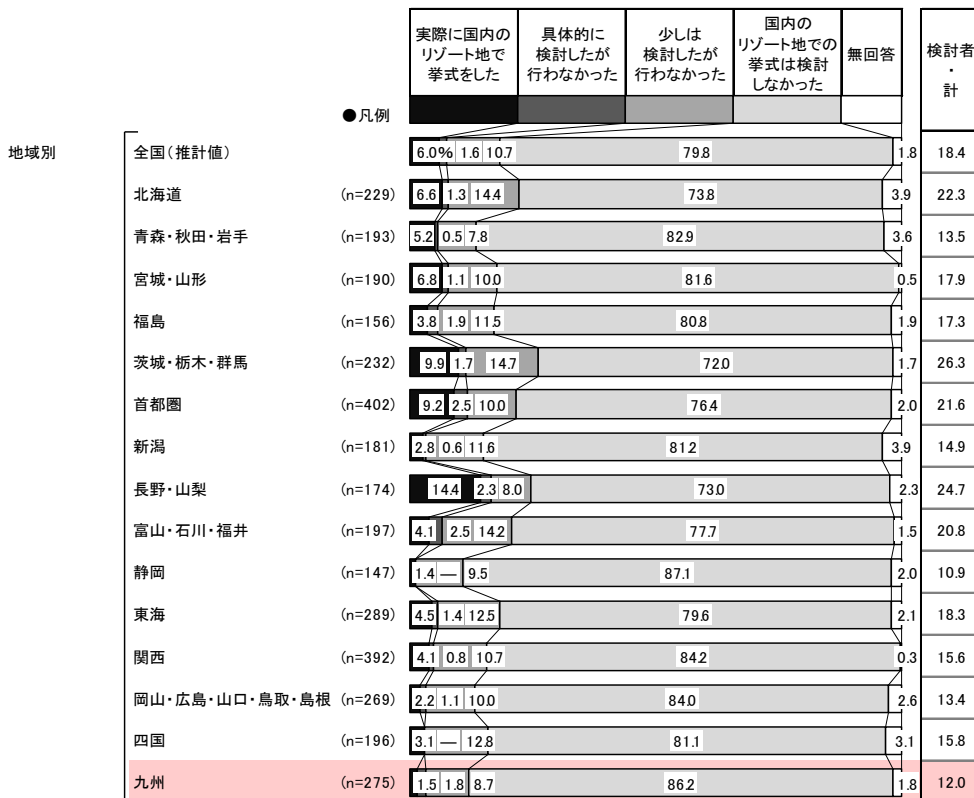 実際に国内の
リゾート地で
挙式をした
具体的に
検討したが
行わなかった
少しは
検討したが
行わなかった
国内の
リゾート地での
挙式は検討
しなかった
無回答
検討者
・
計
●凡例
地域別
全国(推計値) 6.0% 1.6 10.7 79.8 1.8 18.4
北海道 (n=229) 6.6 1.3 14.4 73.8 3.9 22.3
青森・秋田・岩手 (n=193) 5.2 0.5 7.8 82.9 3.6 13.5
宮城・山形 (n=190) 6.8 1.1 10.0 81.6 0.5 17.9
福島 (n=156) 3.8 1.9 11.5 80.8 1.9 17.3
茨城・栃木・群馬 (n=232) 9.9 1.7 14.7 72.0 1.7 26.3
首都圏 (n=402) 9.2 2.5 10.0 76.4 2.0 21.6
新潟 (n=181) 2.8 0.6 11.6 81.2 3.9 14.9
長野・山梨 (n=174) 14.4 2.3 8.0 73.0 2.3 24.7
富山・石川・福井 (n=197) 4.1 2.5 14.2 77.7 1.5 20.8
静岡 (n=147) 1.4 — 9.5 87.1 2.0 10.9
東海 (n=289) 4.5 1.4 12.5 79.6 2.1 18.3
関西 (n=392) 4.1 0.8 10.7 84.2 0.3 15.6
岡山・広島・山口・鳥取・島根 (n=269) 2.2 1.1 10.0 84.0 2.6 13.4
四国 (n=196) 3.1 — 12.8 81.1 3.1 15.8
九州 (n=275) 1.5 1.8 8.7 86.2 1.8 12.0